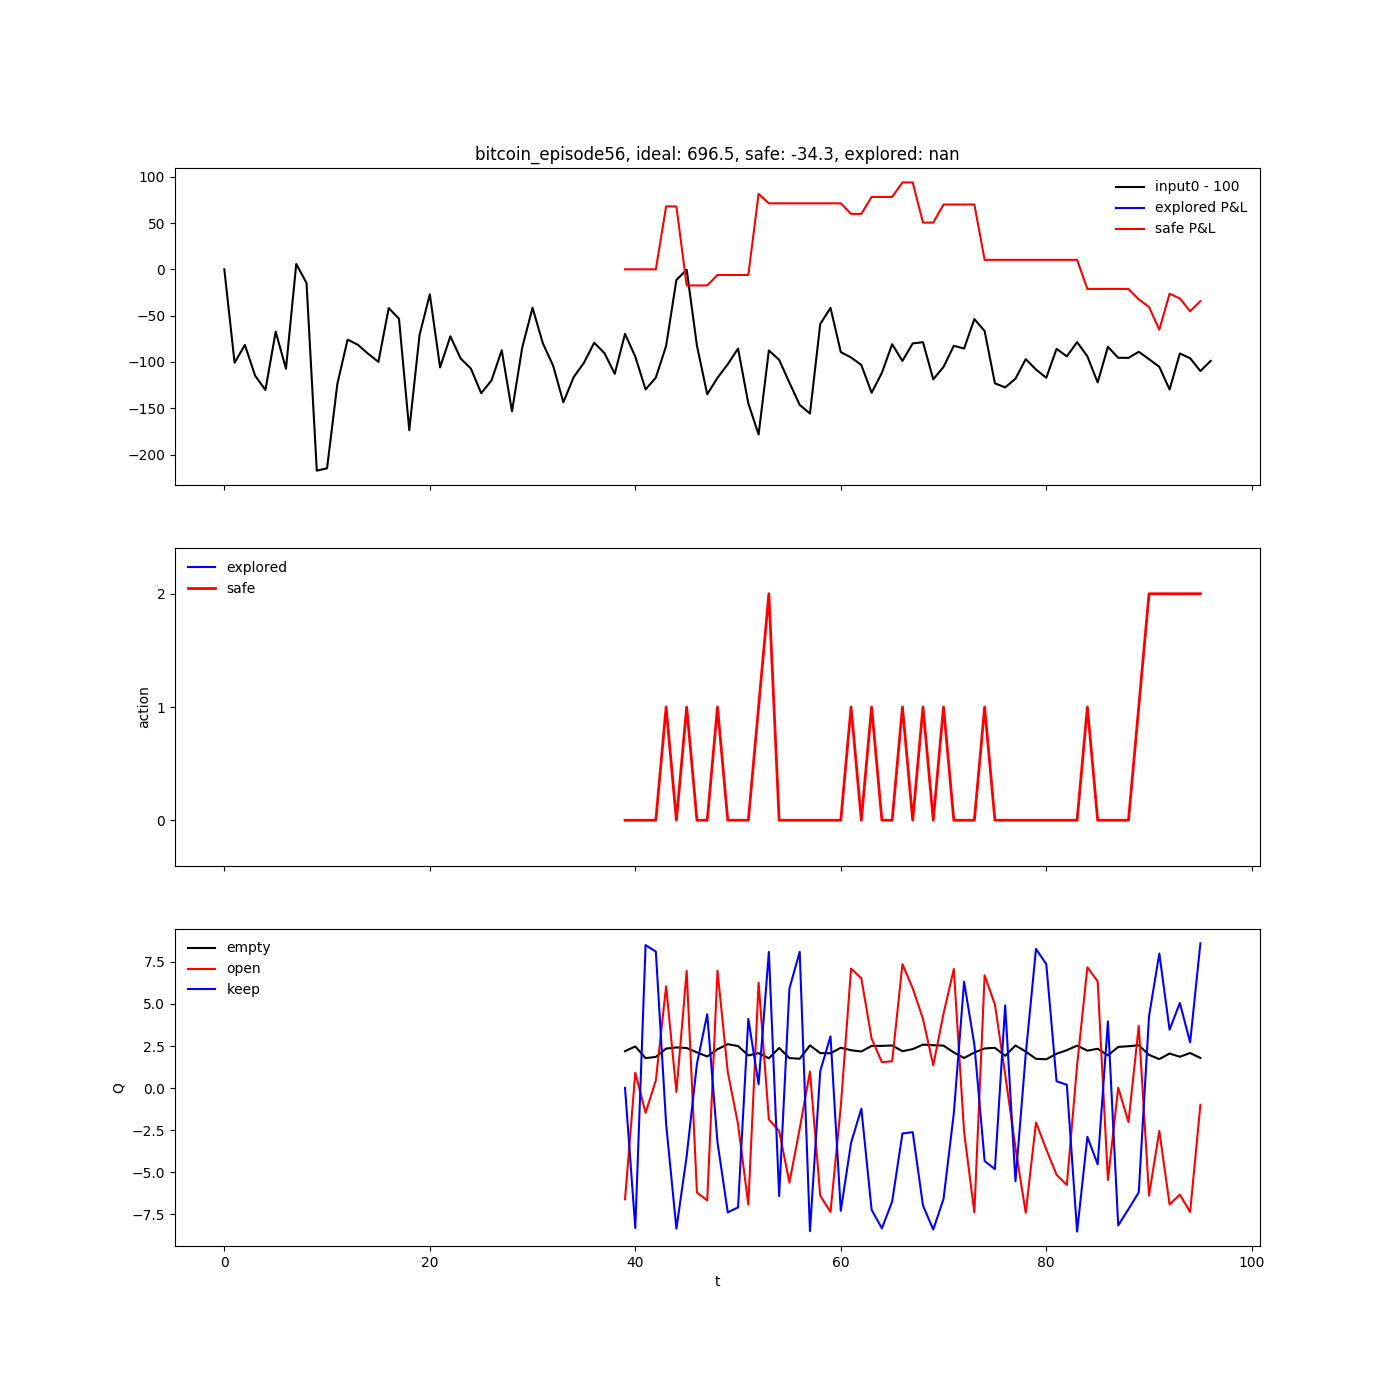 bitcoin_episode56, ideal: 696.5, safe: -34.3, explored: nan
100
50
0
−50
−100
−150
−200
input0 - 100
explored P&L
safe P&L
explored
safe
2
1
0
action
empty
open
keep
7.5
5.0
2.5
0.0
−2.5
−5.0
−7.5
Q
0 20 40 60 80 100
t